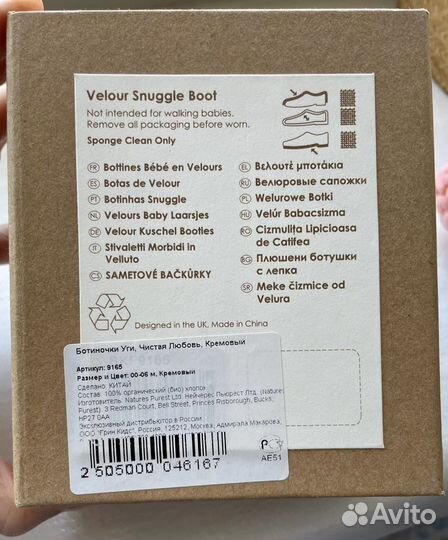 Velour Snuggle Boot
Not intended for walking babies.
Remove all packaging before worn.
Sponge Clean Only
FR Bottines Bébé en Velours
ES Botas de Velour
PT Botinhas Snuggle
NL Velours Baby Laarsjes
DE Velour Kuschel Booties
IT Stivaletti Morbidi in
Velluto
CS SAMETOVÉ BAČKŮRKY
EL Βελουτέ μποτάκια
RU Велюровые сапожки
PL Welurowe Botki
HU Velúr Babacsizma
RO Cizmulița Lipicioasa
de Catifea
BG Плюшени ботушки
с лепка
SR Meke čizmice od
Velura
Designed in the UK, Made in China
Ботиночки Уги, Чистая Любовь, Кремовый
Артикул: 9165
Размер и Цвет: 00-06 м, Кремовый
Сделано: КИТАЙ
Состав: 100% органический (био) хлопок
Изготовитель: Natures Purest Ltd. Нейчерес Пьюрест Лтд. (Natures
Purest). 3 Redman Court, Bell Street, Princes Risborough, Bucks,
HP27 0AA
Эксклюзивный дистрибьютор в России
ООО "Грин Кидс", Россия, 125212, Москва, Адмирала Макарова,
2 505000 046167
АЕ51
Avito